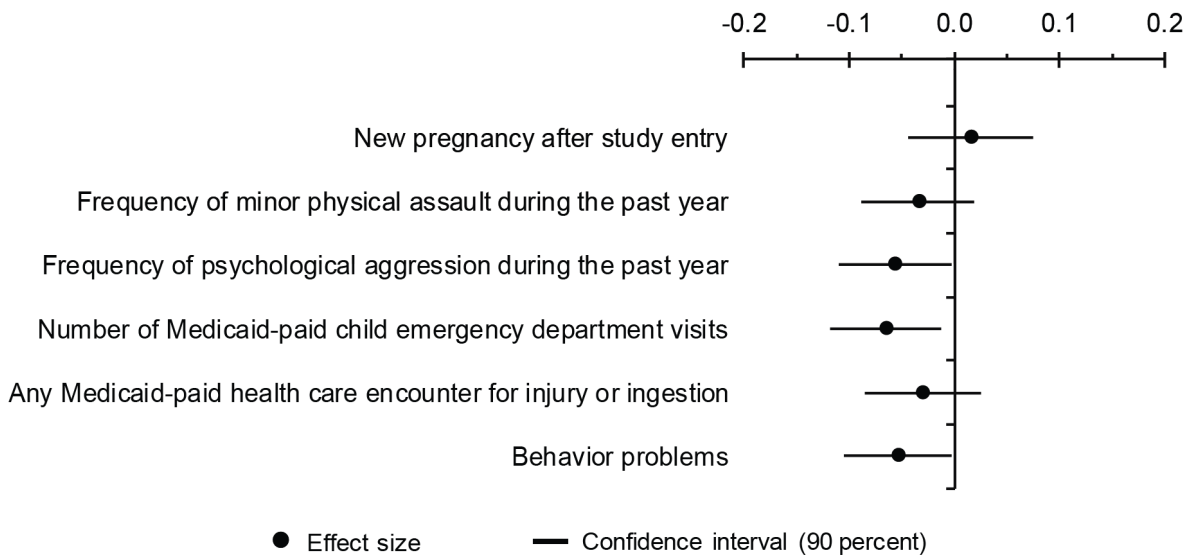 -0.2 -0.1 0.0 0.1 0.2
New pregnancy after study entry
Frequency of minor physical assault during the past year
Frequency of psychological aggression during the past year
Number of Medicaid-paid child emergency department visits
Any Medicaid-paid health care encounter for injury or ingestion
Behavior problems
Effect size Confidence interval (90 percent)